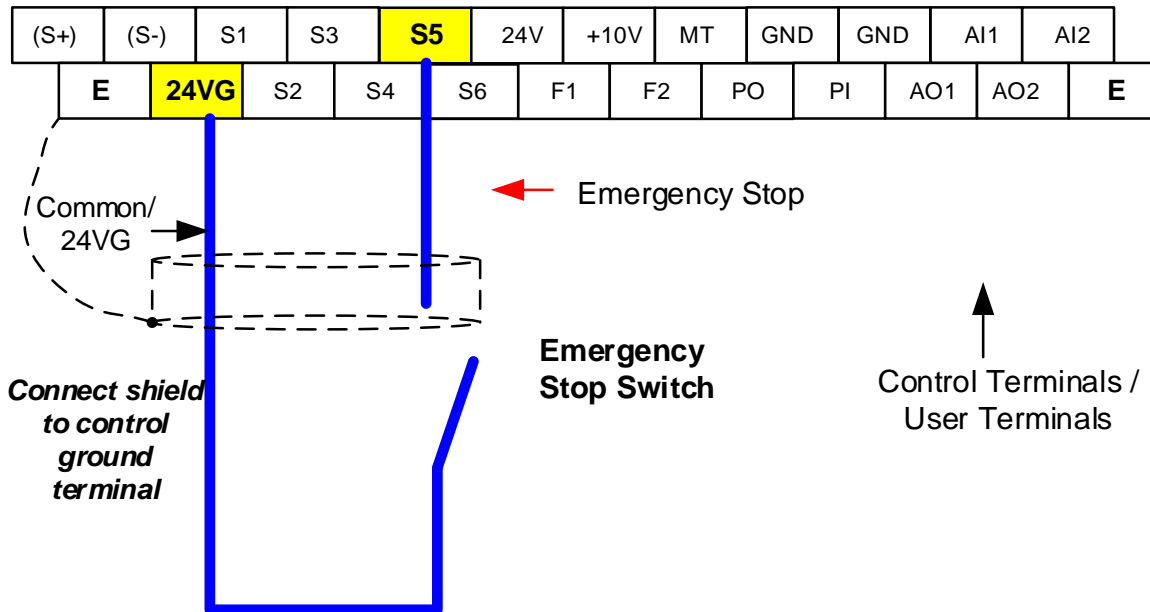 (S+) (S-) S1 S3 S5 24V +10V MT GND GND AI1 AI2
E 24VG S2 S4 S6 F1 F2 PO PI AO1 AO2 E
Emergency Stop
Common/
24VG
Emergency
Stop Switch
Connect shield
to control
ground
terminal
Control Terminals /
User Terminals